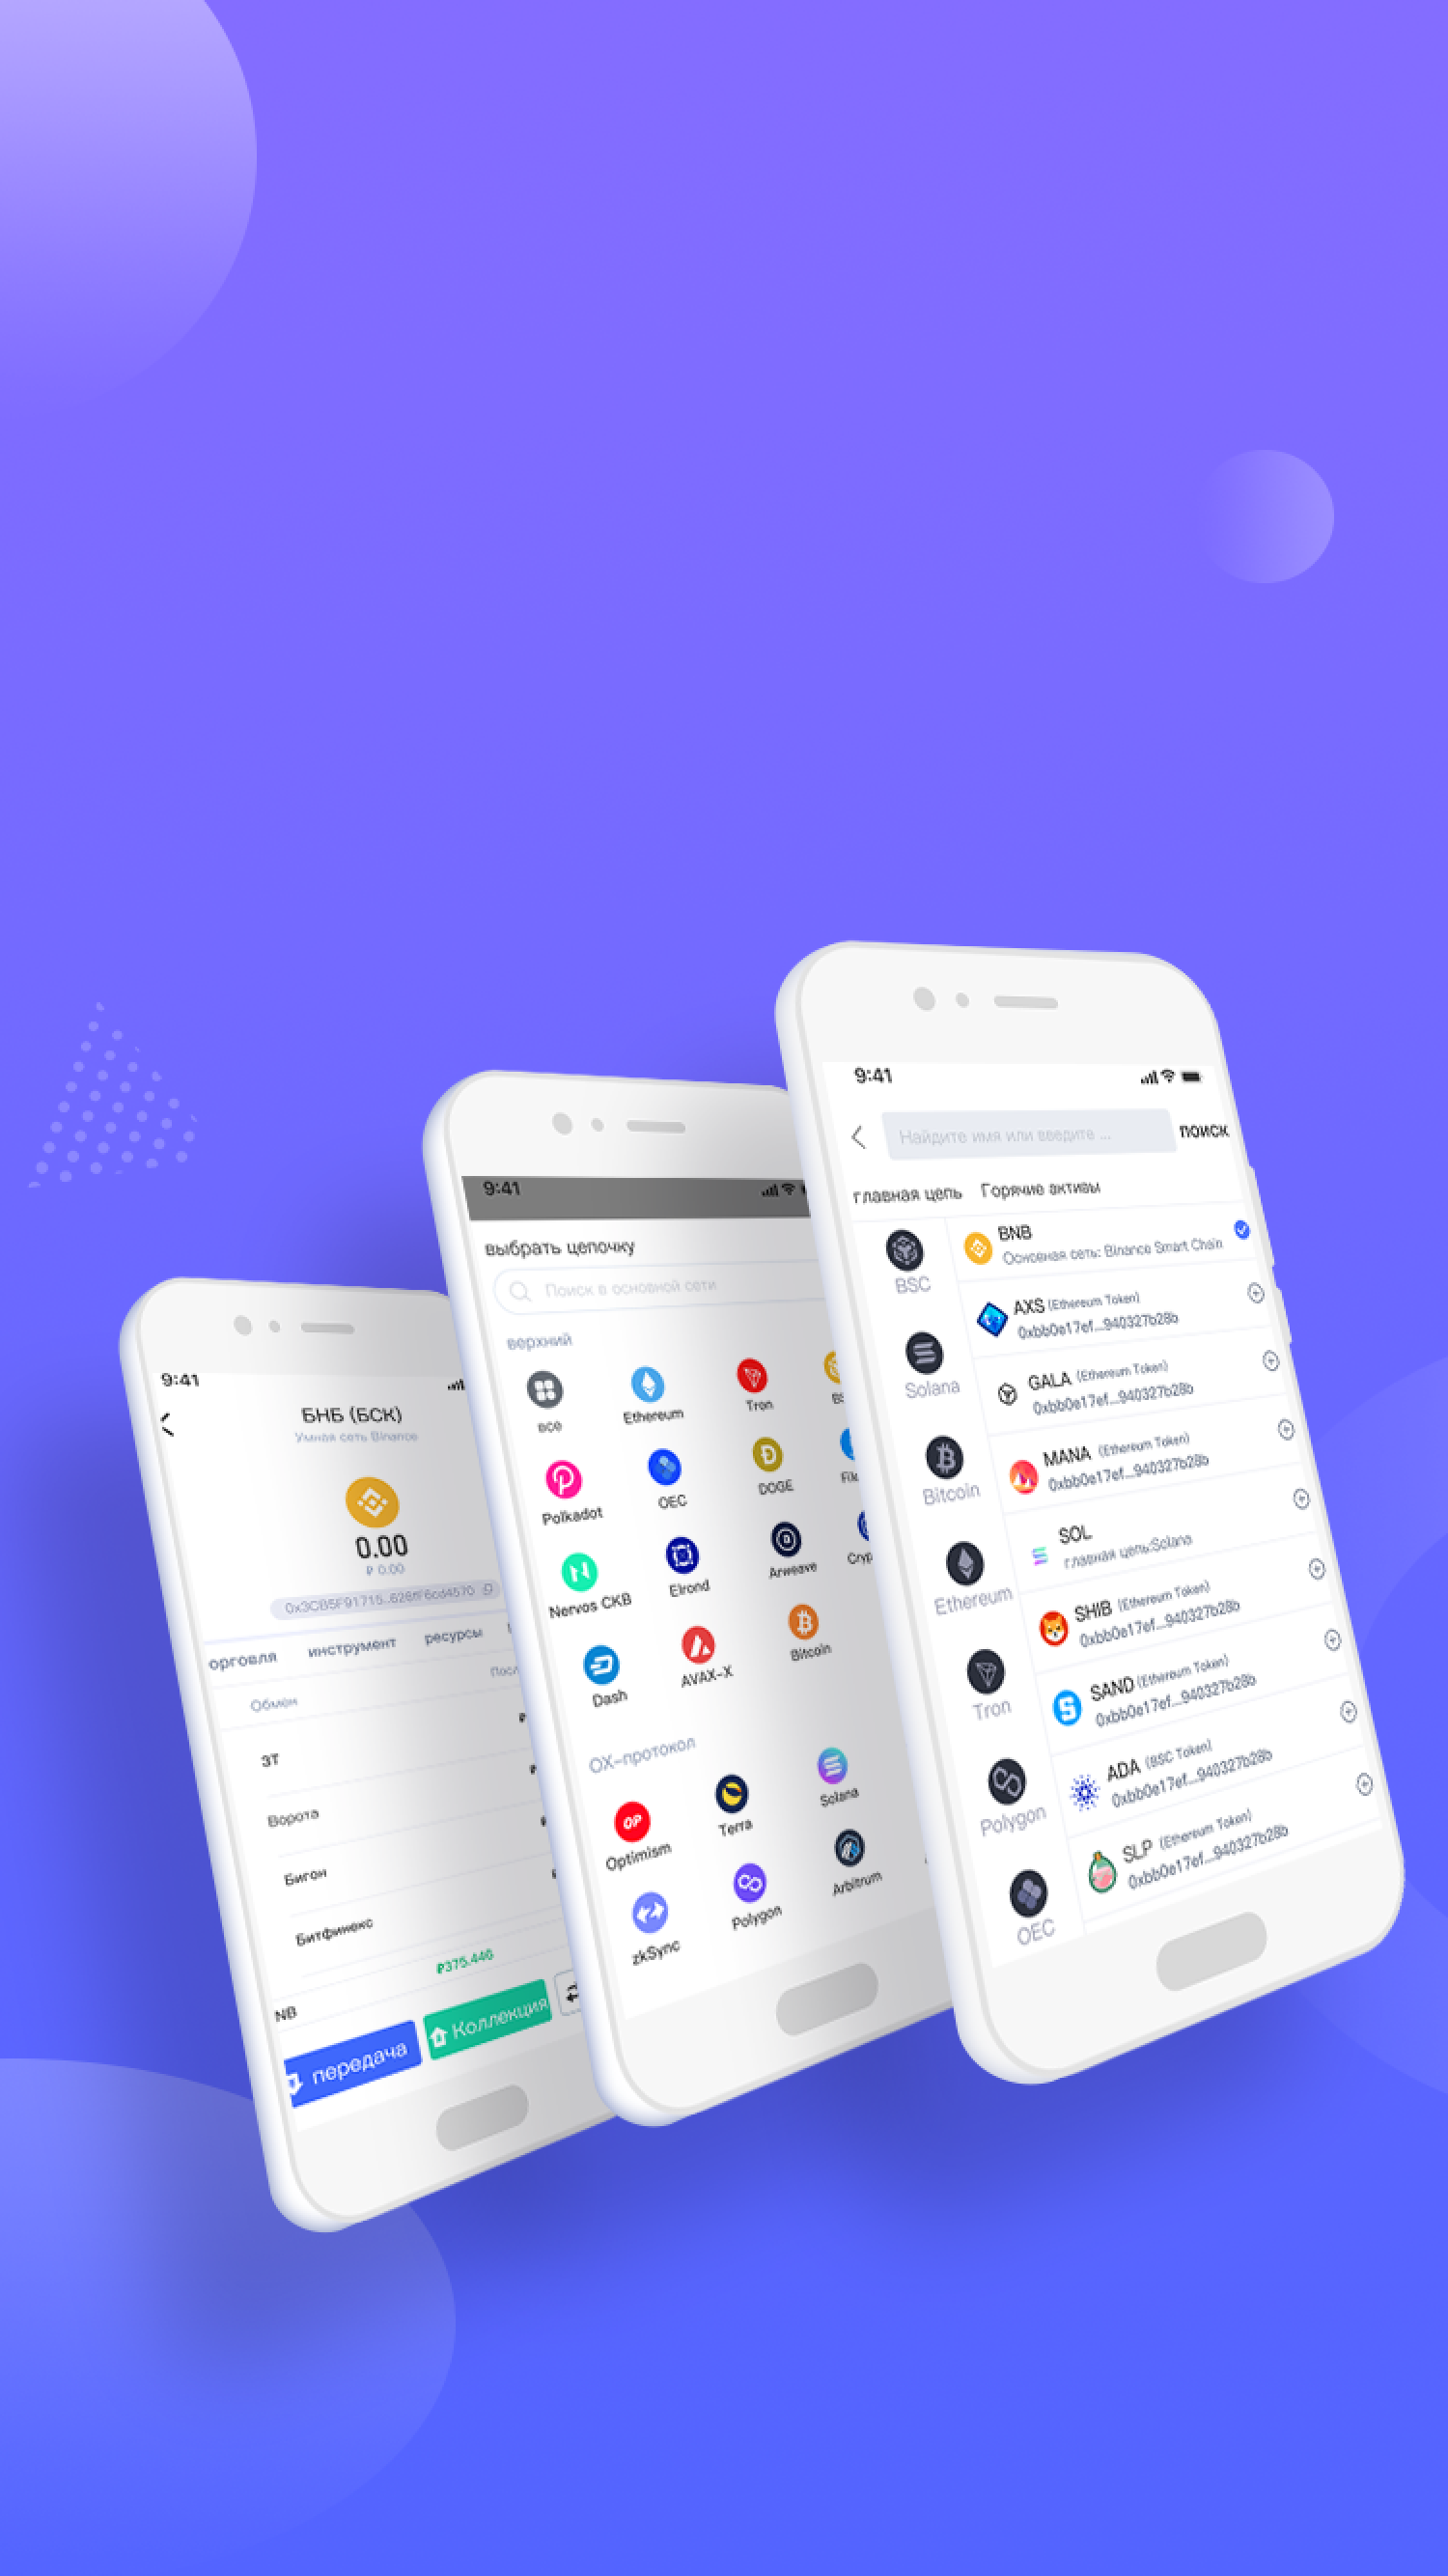 9:41
Найдите имя или введите ...
поиск
главная цепь
Горячие активы
BSC
Solana
Bitcoin
Ethereum
Tron
Polygon
OEC
BNB
Основная сеть: Binance Smart Chain
AXS (Ethereum Token)
0xbb0e17ef...940327b28b
GALA (Ethereum Token)
0xbb0e17ef...940327b28b
MANA (Ethereum Token)
0xbb0e17ef...940327b28b
SOL
главная цепь:Solana
SHIB (Ethereum Token)
0xbb0e17ef...940327b28b
SAND (Ethereum Token)
0xbb0e17ef...940327b28b
ADA (BSC Token)
0xbb0e17ef...940327b28b
SLP (Ethereum Token)
0xbb0e17ef...940327b28b
9:41
выбрать цепочку
Поиск в основной сети
верхний
все
Ethereum
Tron
Polkadot
OEC
DOGE
Nervos CKB
Elrond
Arweave
Dash
AVAX-X
Bitcoin
OX-протокол
OP
Optimism
Terra
Solana
zkSync
Polygon
Arbitrum
9:41
БНБ (БСК)
Умная сеть Binance
0.00
₽ 0.00
0x3CB5F91715..626fF6cd4570
орговля
инструмент
ресурсы
Обмен
ЗТ
Ворота
Бигон
Битфинекс
₽375.446
NB
передача
Коллекция